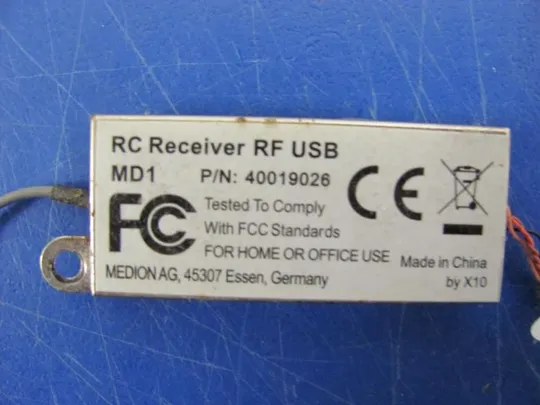 RC Receiver RF USB
MD1 P/N: 40019026
CE
FC Tested To Comply
With FCC Standards
FOR HOME OR OFFICE USE
MEDION AG, 45307 Essen, Germany
Made in China
by X10